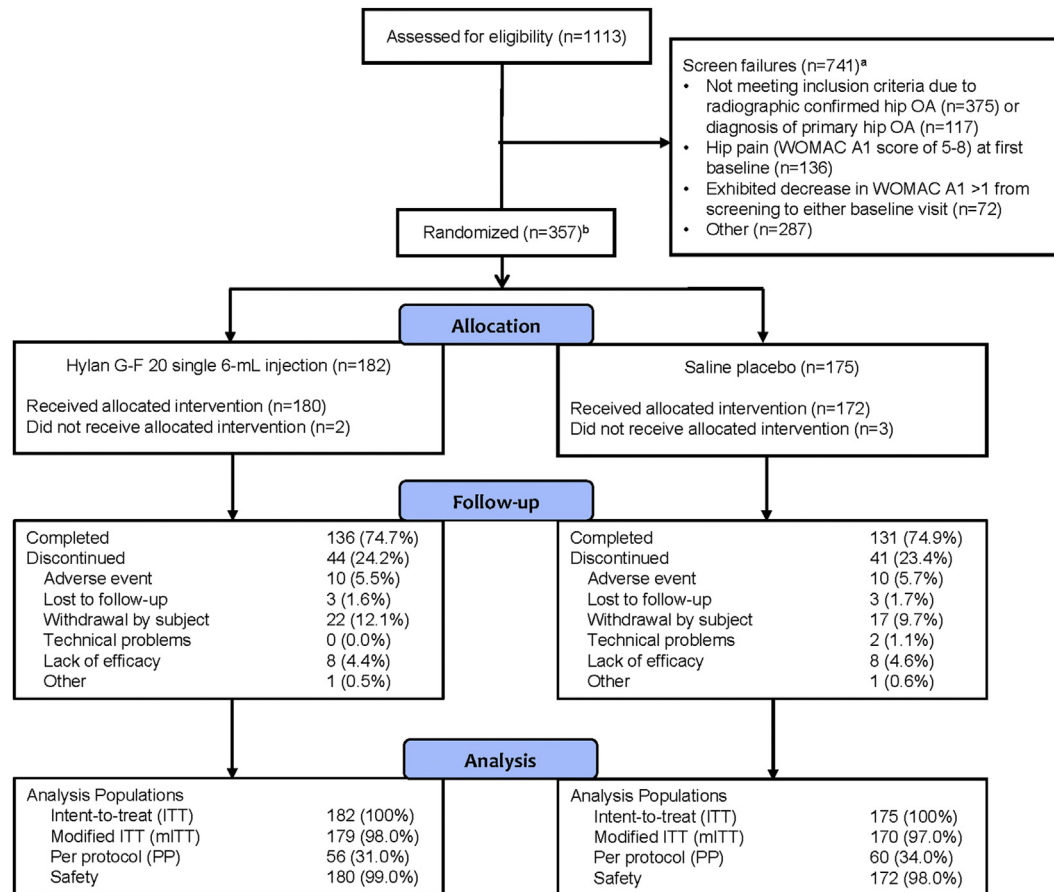 Assessed for eligibility (n=1113)
Screen failures (n=741)a
• Not meeting inclusion criteria due to
radiographic confirmed hip OA (n=375) or
diagnosis of primary hip OA (n=117)
• Hip pain (WOMAC A1 score of 5-8) at first
baseline (n=136)
• Exhibited decrease in WOMAC A1 >1 from
screening to either baseline visit (n=72)
• Other (n=287)
Randomized (n=357)b
Allocation
Hylan G-F 20 single 6-mL injection (n=182)
Received allocated intervention (n=180)
Did not receive allocated intervention (n=2)
Saline placebo (n=175)
Received allocated intervention (n=172)
Did not receive allocated intervention (n=3)
Follow-up
Completed 136 (74.7%)
Discontinued 44 (24.2%)
Adverse event 10 (5.5%)
Lost to follow-up 3 (1.6%)
Withdrawal by subject 22 (12.1%)
Technical problems 0 (0.0%)
Lack of efficacy 8 (4.4%)
Other 1 (0.5%)
Completed 131 (74.9%)
Discontinued 41 (23.4%)
Adverse event 10 (5.7%)
Lost to follow-up 3 (1.7%)
Withdrawal by subject 17 (9.7%)
Technical problems 2 (1.1%)
Lack of efficacy 8 (4.6%)
Other 1 (0.6%)
Analysis
Analysis Populations
Intent-to-treat (ITT) 182 (100%)
Modified ITT (mITT) 179 (98.0%)
Per protocol (PP) 56 (31.0%)
Safety 180 (99.0%)
Analysis Populations
Intent-to-treat (ITT) 175 (100%)
Modified ITT (mITT) 170 (97.0%)
Per protocol (PP) 60 (34.0%)
Safety 172 (98.0%)